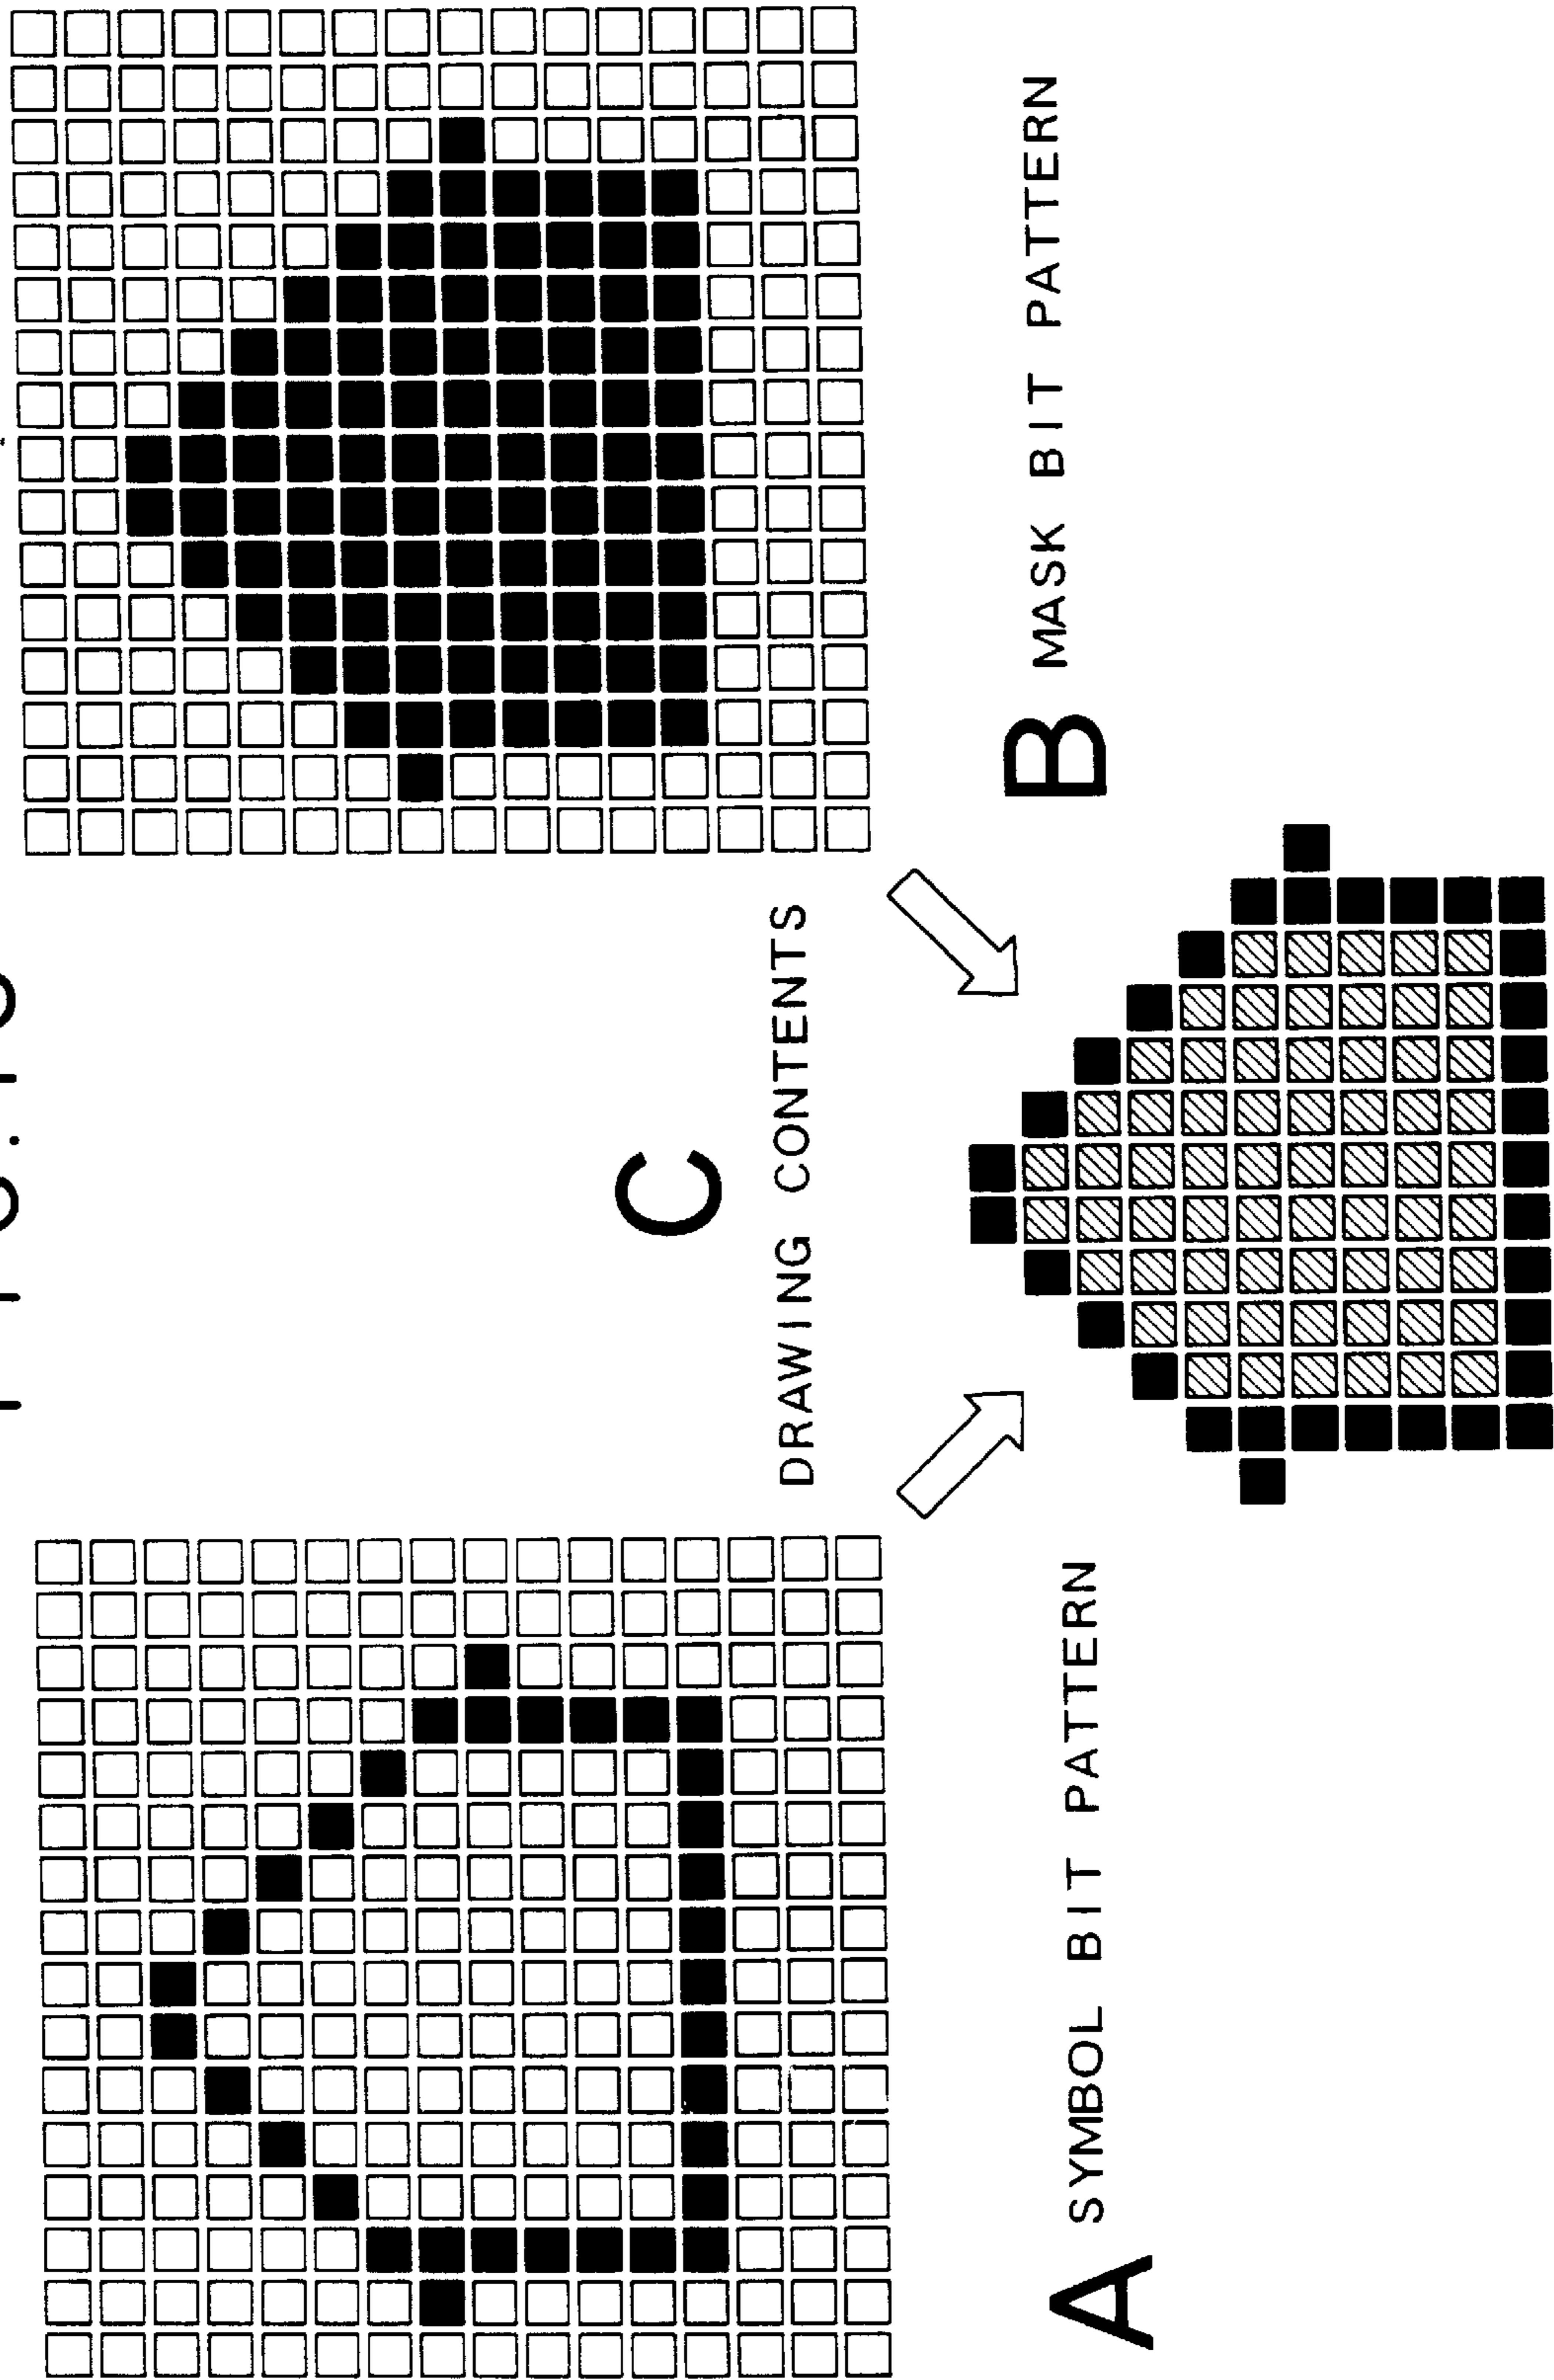 C
DRAWING CONTENTS
A SYMBOL BIT PATTERN
B MASK BIT PATTERN